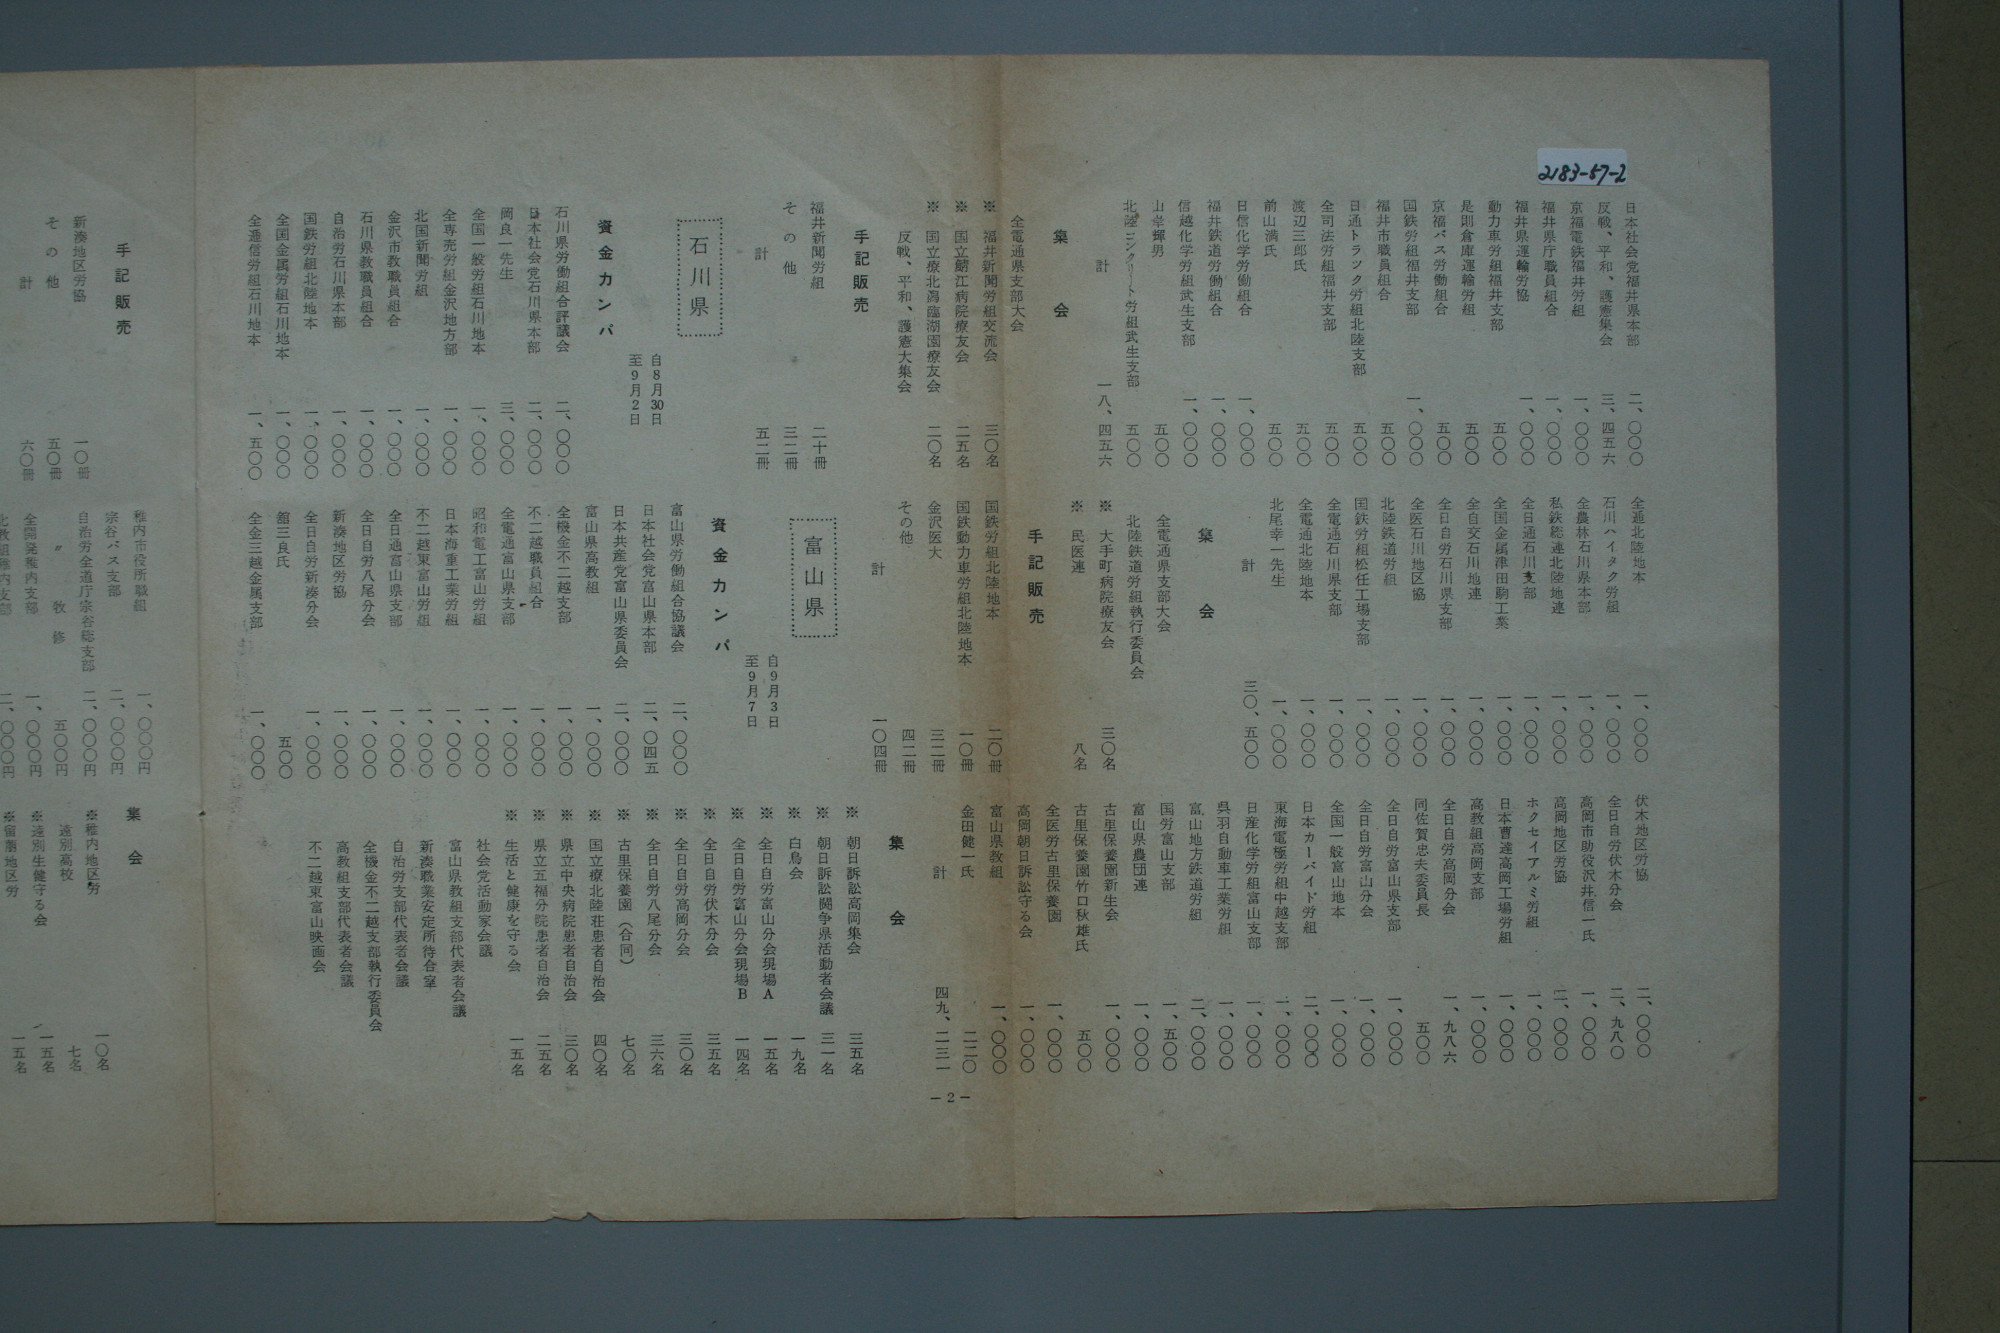 2183-57-2
日本社会党福井県本部 二、〇〇〇
反戦、平和、護憲集会 三、四五六
京福電鉄福井労組 一、〇〇〇
福井県庁職員組合 一、〇〇〇
福井県運輸労協 一、〇〇〇
動力車労組福井支部 五〇〇
是則倉庫運輸労組 五〇〇
京福バス労働組合 五〇〇
国鉄労組福井支部 一、〇〇〇
福井市職員組合 五〇〇
日通トラック労組北陸支部 五〇〇
全司法労組福井支部 五〇〇
渡辺三郎氏 五〇〇
前山満氏 五〇〇
日信化学労働組合 一、〇〇〇
福井鉄道労働組合 一、〇〇〇
信越化学労組武生支部 一、〇〇〇
山本輝男 五〇〇
北陸コンクリート労組武生支部 五〇〇
計 一八、四五六
集会
全電通県支部大会
※ 福井新聞労組交流会 三〇名
※ 国立鯖江病院療友会 二五名
※ 国立療北潟臨湖園療友会 二〇名
反戦、平和、護憲大集会
手記販売
福井新聞労組 二十冊
その他 三二冊
計 五二冊
石川県
自8月30日
至9月2日
資金カンパ
石川県労働組合評議会 二、〇〇〇
日本社会党石川県本部 二、〇〇〇
岡良一先生 三、〇〇〇
全国一般労組石川地本 一、〇〇〇
全専売労組金沢地方部 一、〇〇〇
北国新聞労組 一、〇〇〇
金沢市教職員組合 一、〇〇〇
石川県教職員組合 一、〇〇〇
自治労石川県本部 一、〇〇〇
国鉄労組北陸地本 一、〇〇〇
全国金属労組石川地本 一、〇〇〇
全逓信労組石川地本 一、五〇〇
全逓北陸地本 一、〇〇〇
石川ハイタク労組 一、〇〇〇
全農林石川県本部 一、〇〇〇
私鉄総連北陸地連 一、〇〇〇
全日通石川支部 一、〇〇〇
全国金属津田駒工業 一、〇〇〇
全自交石川地連 一、〇〇〇
全日自労石川県支部 一、〇〇〇
全医石川地区協 一、〇〇〇
北陸鉄道労組 一、〇〇〇
国鉄労組松任工場支部 一、〇〇〇
全電通石川県支部 一、〇〇〇
全電通北陸地本 一、〇〇〇
北尾幸一先生 一、〇〇〇
計 三〇、五〇〇
集会
全電通県支部大会
北陸鉄道労組執行委員会
※ 大手町病院療友会 三〇名
※ 民医連 八名
手記販売
国鉄労組北陸地本 二〇冊
国鉄動力車労組北陸地本 一〇冊
金沢医大 三二冊
その他 四二冊
計 一〇四冊
富山県
自9月3日
至9月7日
資金カンパ
富山県労働組合協議会 二、〇〇〇
日本社会党富山県本部 二、〇四五
日本共産党富山県委員会 二、〇〇〇
富山県高教組 一、〇〇〇
全機金不二越支部 一、〇〇〇
不二越職員組合 一、〇〇〇
全電通富山県支部 一、〇〇〇
昭和電工富山労組 一、〇〇〇
日本海重工業労組 一、〇〇〇
不二越東富山労組 一、〇〇〇
全日通富山県支部 一、〇〇〇
全日自労八尾分会 一、〇〇〇
新湊地区労協 一、〇〇〇
全日自労新湊分会 一、〇〇〇
舘三良氏 五〇〇
全金三越金属支部 一、〇〇〇
伏木地区労協 二、〇〇〇
全日自労伏木分会 二、九八〇
高岡市助役沢井信一氏 一、〇〇〇
高岡地区労協 二、〇〇〇
ホクセイアルミ労組 一、〇〇〇
日本曹達高岡工場労組 一、〇〇〇
高教組高岡支部 一、〇〇〇
全日自労高岡分会 一、九八六
同佐賀忠夫委員長 五〇〇
全日自労富山県支部 一、〇〇〇
全日自労富山分会 一、〇〇〇
全国一般富山地本 一、〇〇〇
日本カーバイド労組 二、〇〇〇
東海電極労組中越支部 一、〇〇〇
日産化学労組富山支部 一、〇〇〇
呉羽自動車工業労組 一、〇〇〇
富山地方鉄道労組 二、〇〇〇
国労富山支部 一、五〇〇
富山県農団連 一、〇〇〇
古里保養園新生会 一、〇〇〇
古里保養園竹口秋雄氏 五〇〇
全医労古里保養園 一、〇〇〇
高岡朝日訴訟守る会 一、〇〇〇
富山県教組 一、〇〇〇
金田健一氏 二二〇
計 四九、二三一
集会
※ 朝日訴訟高岡集会 三五名
※ 朝日訴訟闘争県活動者会議 三一名
※ 白鳥会 一九名
※ 全日自労富山分会現場A 一五名
※ 全日自労富山分会現場B 一四名
※ 全日自労伏木分会 三五名
※ 全日自労高岡分会 三〇名
※ 全日自労八尾分会 三六名
※ 古里保養園(合同) 七〇名
※ 国立療北陸荘患者自治会 四〇名
※ 県立中央病院患者自治会 三〇名
※ 県立五福分院患者自治会 二五名
※ 生活と健康を守る会 一五名
社会党活動家会議
富山県教組支部代表者会議
新湊職業安定所待合室
自治労支部代表者会議
全機金不二越支部執行委員会
高教組支部代表者会議
不二越東富山映画会
-2-
手記販売
新湊地区労協 一〇冊
その他 五〇冊
計 六〇冊
稚内市役所職組 一、〇〇〇円
宗谷バス支部 二、〇〇〇円
自治労全道庁宗谷総支部 二、〇〇〇円
〃 牧 修 五〇〇円
全開発稚内支部 一、〇〇〇円
北教組稚内支部 二、〇〇〇円
集会
※稚内地区労 一〇名
遠別高校 七名
※遠別生健守る会 一五名
※留萌地区労 一五名